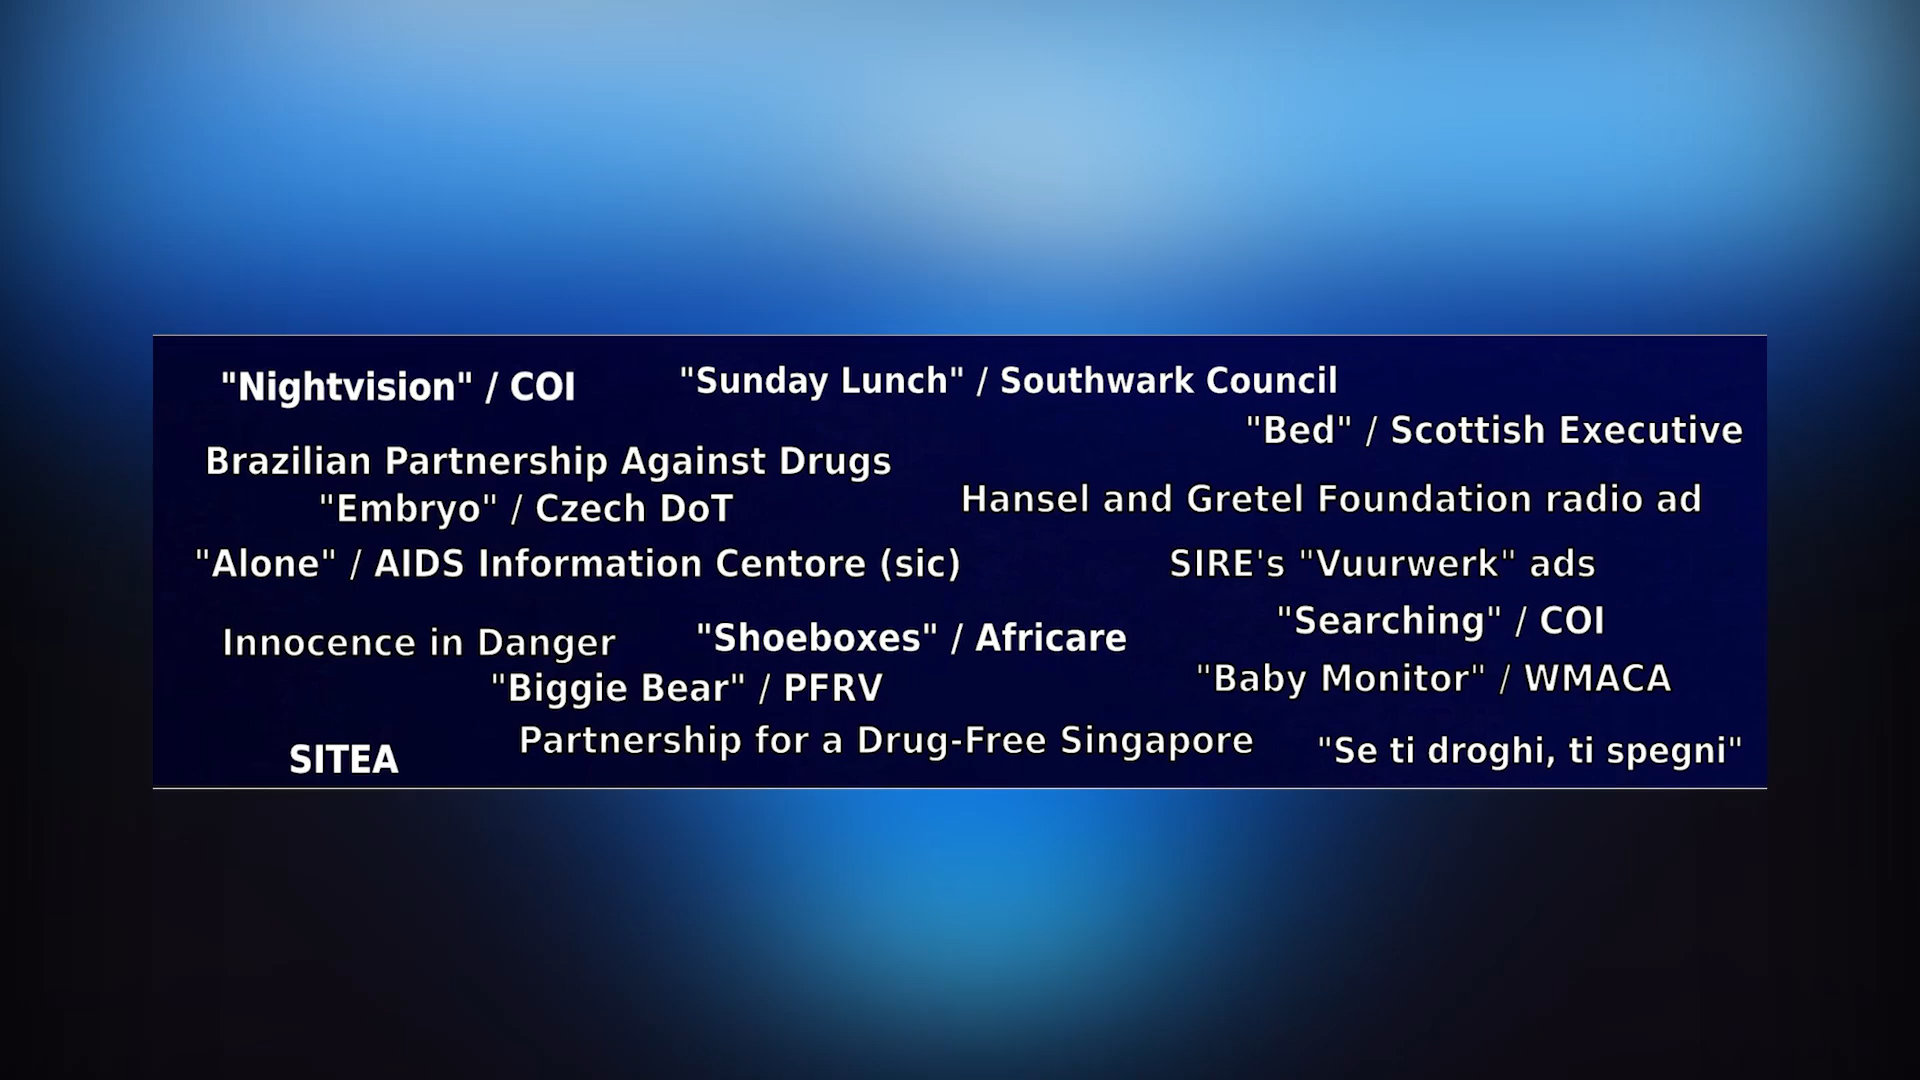 "Nightvision" / COI
"Sunday Lunch" / Southwark Council
"Bed" / Scottish Executive
Brazilian Partnership Against Drugs
Hansel and Gretel Foundation radio ad
"Embryo" / Czech DoT
"Alone" / AIDS Information Centore (sic)
SIRE's "Vuurwerk" ads
"Searching" / COI
Innocence in Danger
"Shoeboxes" / Africare
"Baby Monitor" / WMACA
"Biggie Bear" / PFRV
Partnership for a Drug-Free Singapore
"Se ti droghi, ti spegni"
SITEA